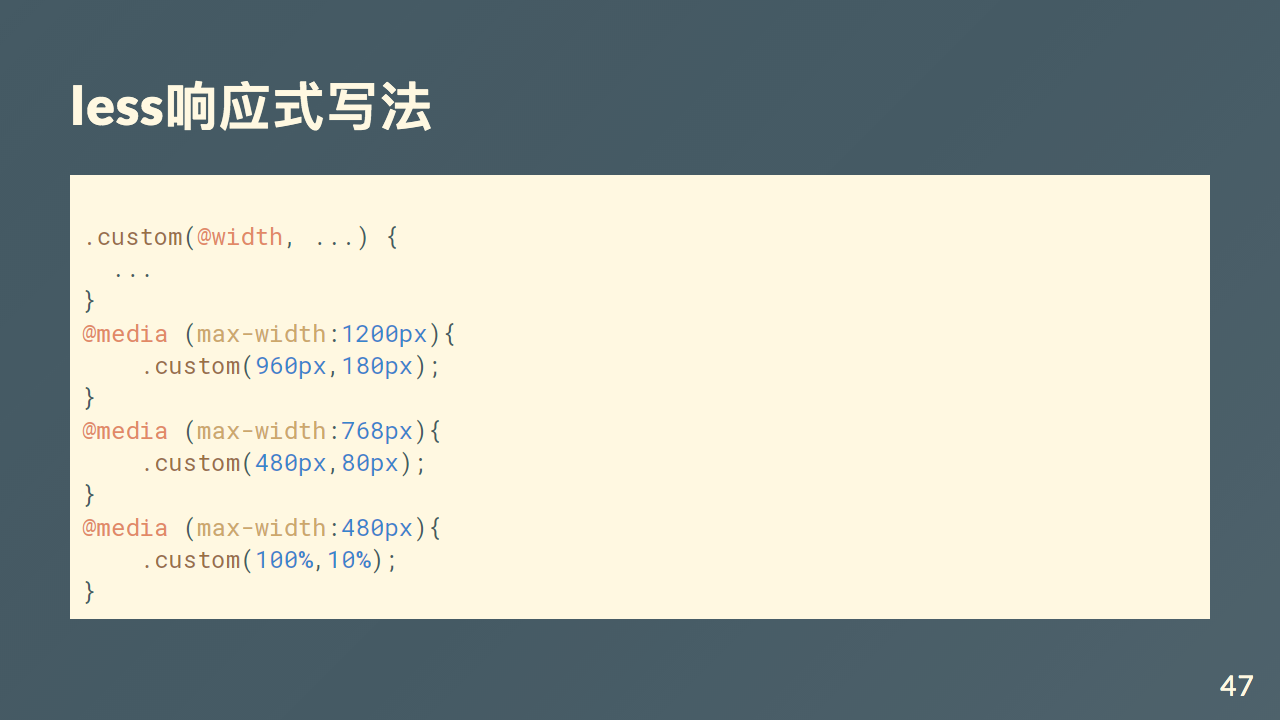 less响应式写法
.custom(@width, ...) {
  ...
}
@media (max-width:1200px){
    .custom(960px,180px);
}
@media (max-width:768px){
    .custom(480px,80px);
}
@media (max-width:480px){
    .custom(100%,10%);
}
47